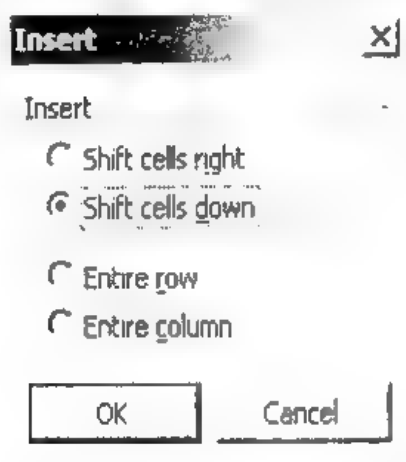 Insert
Insert
Shift cells right
Shift cells down
Entire row
Entire column
OK
Cancel